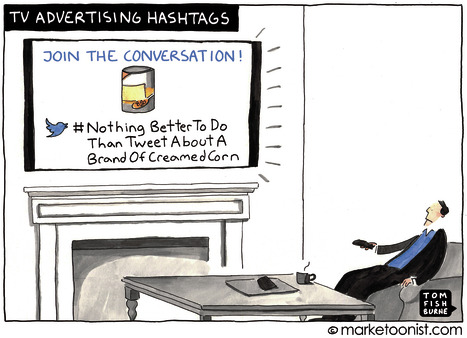 TV ADVERTISING HASHTAGS
JOIN THE CONVERSATION!
#Nothing Better To Do
Than Tweet About A
Brand Of Creamed Corn
TOM
FISH
BURNE
© marketoonist.com